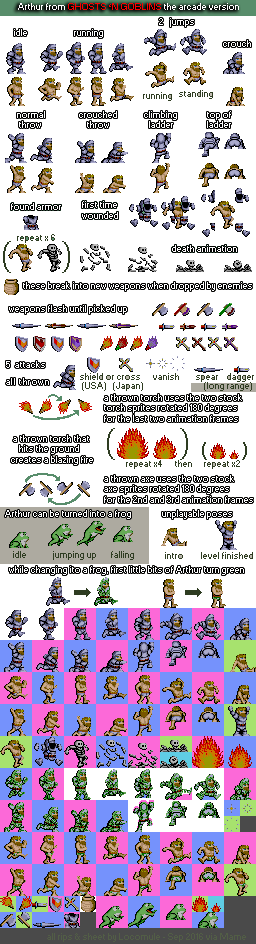 Arthur from GHOSTS 'N GOBLINS the arcade version
2 jumps
idle
running
crouch
running
standing
normal throw
crouched throw
climbing ladder
top of ladder
found armor
first time wounded
repeat x 6
death animation
these break into new weapons when dropped by enemies
weapons flash until picked up
5 attacks
all thrown
shield or cross
(USA) (Japan)
vanish
spear
dagger
(long range)
a thrown torch uses the two stock
torch sprites rotated 180 degrees
for the last two animation frames
a thrown torch that
hits the ground
creates a blazing fire
repeat x4
then
repeat x2
a thrown axe uses the two stock
axe sprites rotated 180 degrees
for the 2nd and 3rd animation frames
Arthur can be turned into a frog
unplayable poses
idle
jumping up
falling
intro
level finished
while changing ito a frog, first little bits of Arthur turn green